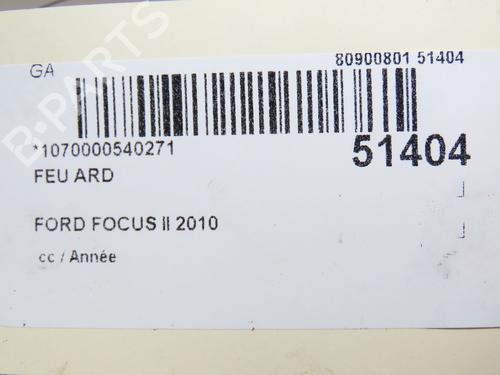 GA
80900801 51404
*1070000540271
51404
FEU ARD
FORD FOCUS II 2010
cc / Année
B-PARTS